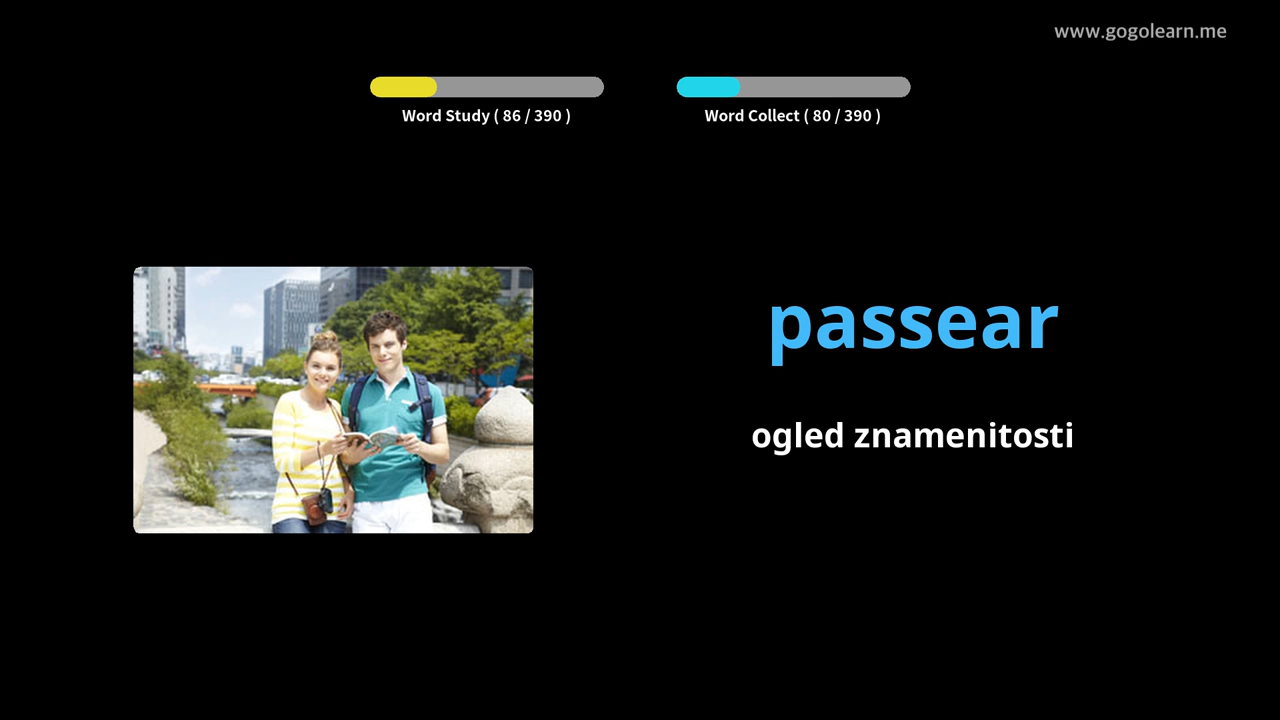 www.gogolearn.me
Word Study ( 86 / 390 )
Word Collect ( 80 / 390 )
passear
ogled znamenitosti